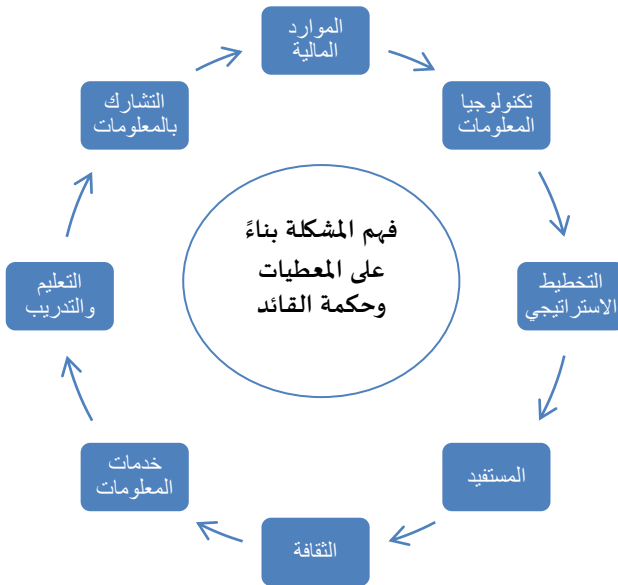 الموارد
المالية
تكنولوجيا
المعلومات
التخطيط
الاستراتيجي
المستفيد
الثقافة
خدمات
المعلومات
التعليم
والتدريب
التشارك
بالمعلومات
فهم المشكلة بناءً
على المعطيات
وحكمة القائد